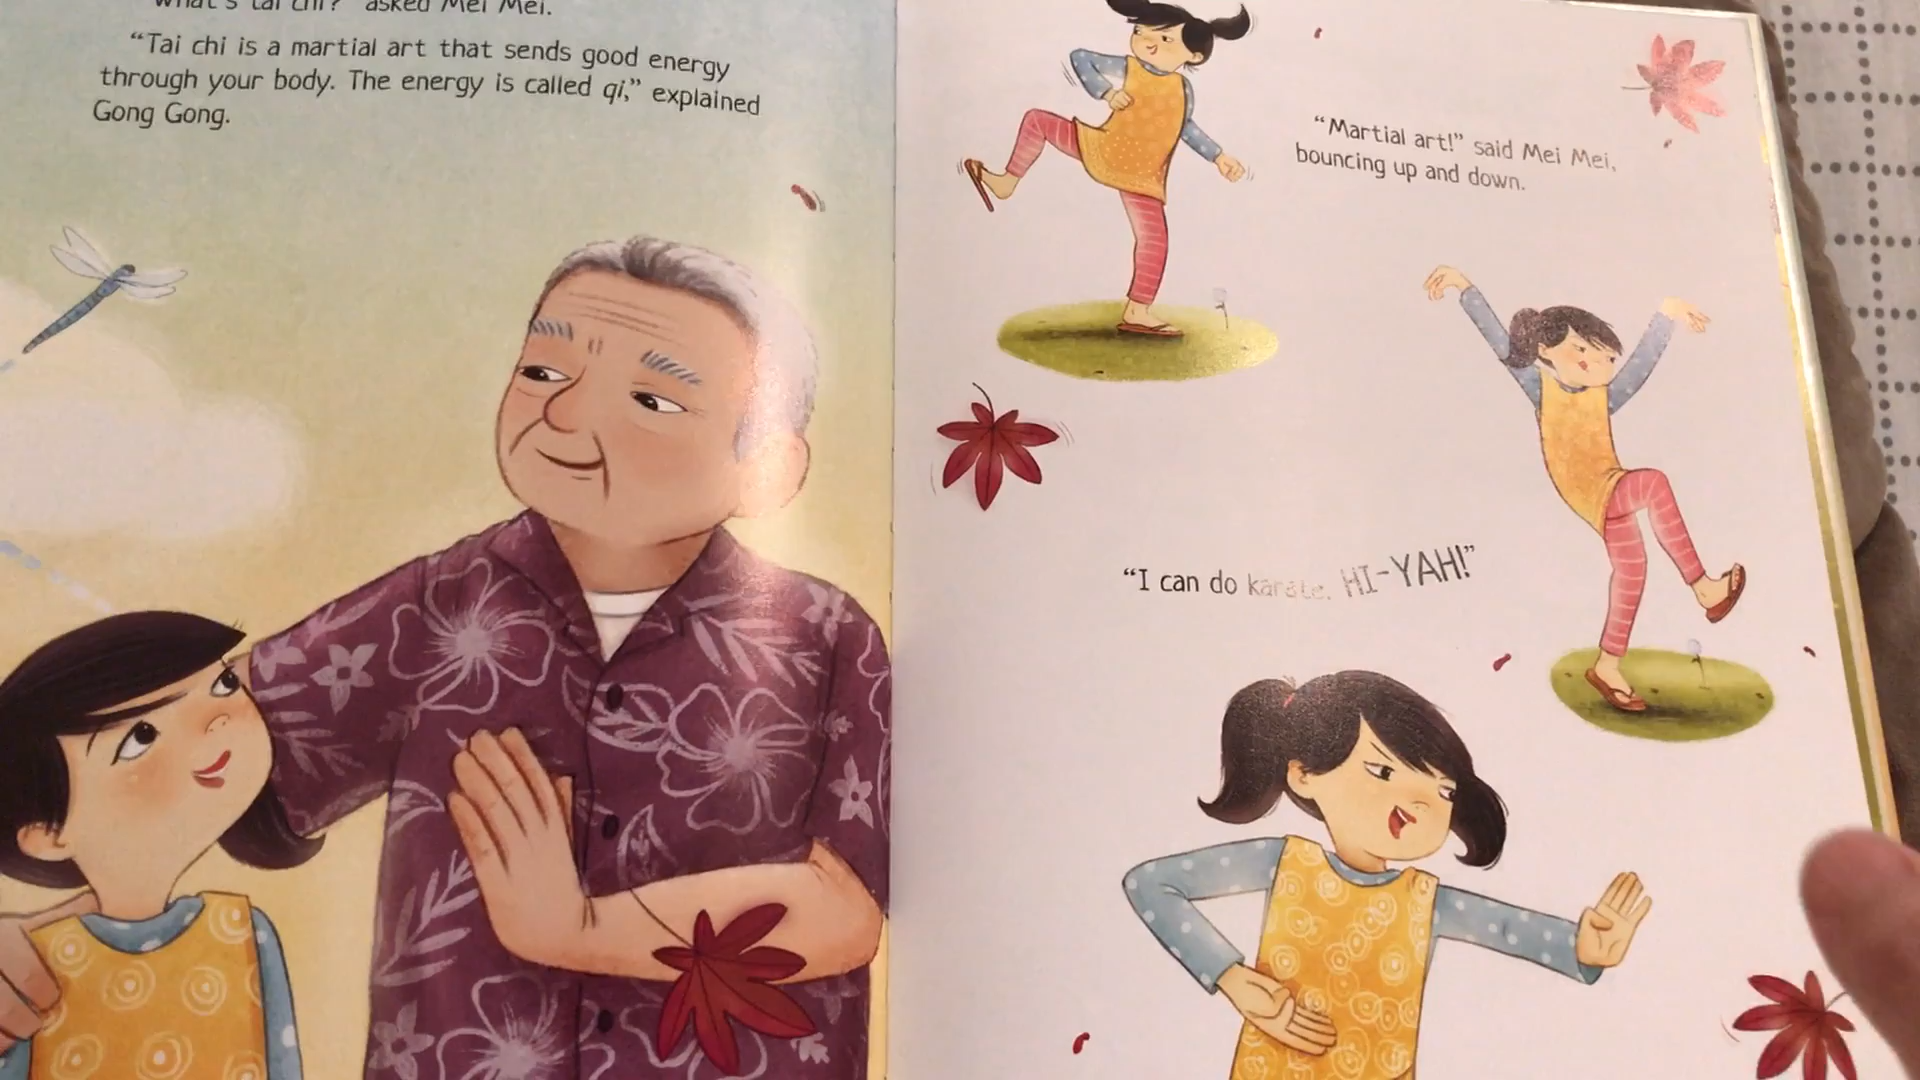 "What's tai chi?" asked Mei Mei.
"Tai chi is a martial art that sends good energy
through your body. The energy is called qi," explained
Gong Gong.
"Martial art!" said Mei Mei,
bouncing up and down.
"I can do karate. HI-YAH!"